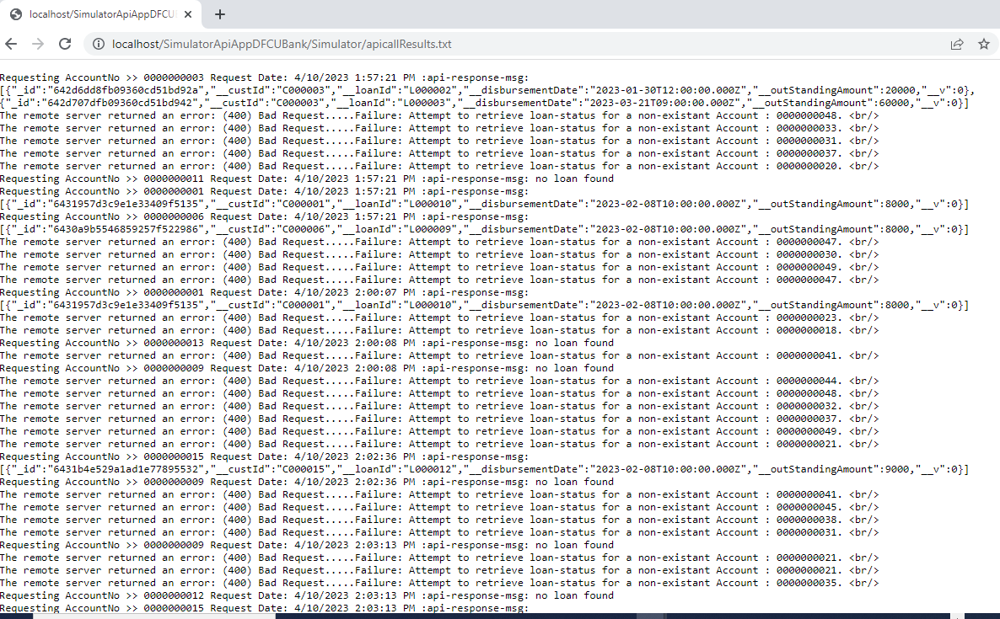 localhost/SimulatorApiAppDFCU
localhost/SimulatorApiAppDFCUBank/Simulator/apicallResults.txt
Requesting AccountNo >> 0000000003 Request Date: 4/10/2023 1:57:21 PM :api-response-msg:
[{"_id":"642d6dd8fb09360cd51bd92a","__custId":"C000003","__loanId":"L000002","__disbursementDate":"2023-01-30T12:00:00.000Z","__outStandingAmount":20000,"__v":0},
{"_id":"642d707dfb09360cd51bd942","__custId":"C000003","__loanId":"L000003","__disbursementDate":"2023-03-21T09:00:00.000Z","__outStandingAmount":60000,"__v":0}]
The remote server returned an error: (400) Bad Request.....Failure: Attempt to retrieve loan-status for a non-existant Account : 0000000048. <br/>
The remote server returned an error: (400) Bad Request.....Failure: Attempt to retrieve loan-status for a non-existant Account : 0000000033. <br/>
The remote server returned an error: (400) Bad Request.....Failure: Attempt to retrieve loan-status for a non-existant Account : 0000000031. <br/>
The remote server returned an error: (400) Bad Request.....Failure: Attempt to retrieve loan-status for a non-existant Account : 0000000037. <br/>
The remote server returned an error: (400) Bad Request.....Failure: Attempt to retrieve loan-status for a non-existant Account : 0000000020. <br/>
Requesting AccountNo >> 0000000011 Request Date: 4/10/2023 1:57:21 PM :api-response-msg: no loan found
Requesting AccountNo >> 0000000001 Request Date: 4/10/2023 1:57:21 PM :api-response-msg:
[{"_id":"6431957d3c9e1e33409f5135","__custId":"C000001","__loanId":"L000010","__disbursementDate":"2023-02-08T10:00:00.000Z","__outStandingAmount":8000,"__v":0}]
Requesting AccountNo >> 0000000006 Request Date: 4/10/2023 1:57:21 PM :api-response-msg:
[{"_id":"6430a9b5546859257f522986","__custId":"C000006","__loanId":"L000009","__disbursementDate":"2023-02-08T10:00:00.000Z","__outStandingAmount":8000,"__v":0}]
The remote server returned an error: (400) Bad Request.....Failure: Attempt to retrieve loan-status for a non-existant Account : 0000000047. <br/>
The remote server returned an error: (400) Bad Request.....Failure: Attempt to retrieve loan-status for a non-existant Account : 0000000030. <br/>
The remote server returned an error: (400) Bad Request.....Failure: Attempt to retrieve loan-status for a non-existant Account : 0000000049. <br/>
The remote server returned an error: (400) Bad Request.....Failure: Attempt to retrieve loan-status for a non-existant Account : 0000000047. <br/>
Requesting AccountNo >> 0000000001 Request Date: 4/10/2023 2:00:07 PM :api-response-msg:
[{"_id":"6431957d3c9e1e33409f5135","__custId":"C000001","__loanId":"L000010","__disbursementDate":"2023-02-08T10:00:00.000Z","__outStandingAmount":8000,"__v":0}]
The remote server returned an error: (400) Bad Request.....Failure: Attempt to retrieve loan-status for a non-existant Account : 0000000023. <br/>
The remote server returned an error: (400) Bad Request.....Failure: Attempt to retrieve loan-status for a non-existant Account : 0000000018. <br/>
Requesting AccountNo >> 0000000013 Request Date: 4/10/2023 2:00:08 PM :api-response-msg: no loan found
The remote server returned an error: (400) Bad Request.....Failure: Attempt to retrieve loan-status for a non-existant Account : 0000000041. <br/>
Requesting AccountNo >> 0000000009 Request Date: 4/10/2023 2:00:08 PM :api-response-msg: no loan found
The remote server returned an error: (400) Bad Request.....Failure: Attempt to retrieve loan-status for a non-existant Account : 0000000044. <br/>
The remote server returned an error: (400) Bad Request.....Failure: Attempt to retrieve loan-status for a non-existant Account : 0000000048. <br/>
The remote server returned an error: (400) Bad Request.....Failure: Attempt to retrieve loan-status for a non-existant Account : 0000000032. <br/>
The remote server returned an error: (400) Bad Request.....Failure: Attempt to retrieve loan-status for a non-existant Account : 0000000037. <br/>
The remote server returned an error: (400) Bad Request.....Failure: Attempt to retrieve loan-status for a non-existant Account : 0000000049. <br/>
The remote server returned an error: (400) Bad Request.....Failure: Attempt to retrieve loan-status for a non-existant Account : 0000000021. <br/>
Requesting AccountNo >> 0000000015 Request Date: 4/10/2023 2:02:36 PM :api-response-msg:
[{"_id":"6431b4e529a1ad1e77895532","__custId":"C000015","__loanId":"L000012","__disbursementDate":"2023-02-08T10:00:00.000Z","__outStandingAmount":9000,"__v":0}]
Requesting AccountNo >> 0000000009 Request Date: 4/10/2023 2:02:36 PM :api-response-msg: no loan found
The remote server returned an error: (400) Bad Request.....Failure: Attempt to retrieve loan-status for a non-existant Account : 0000000041. <br/>
The remote server returned an error: (400) Bad Request.....Failure: Attempt to retrieve loan-status for a non-existant Account : 0000000045. <br/>
The remote server returned an error: (400) Bad Request.....Failure: Attempt to retrieve loan-status for a non-existant Account : 0000000038. <br/>
The remote server returned an error: (400) Bad Request.....Failure: Attempt to retrieve loan-status for a non-existant Account : 0000000031. <br/>
Requesting AccountNo >> 0000000009 Request Date: 4/10/2023 2:03:13 PM :api-response-msg: no loan found
The remote server returned an error: (400) Bad Request.....Failure: Attempt to retrieve loan-status for a non-existant Account : 0000000021. <br/>
The remote server returned an error: (400) Bad Request.....Failure: Attempt to retrieve loan-status for a non-existant Account : 0000000021. <br/>
The remote server returned an error: (400) Bad Request.....Failure: Attempt to retrieve loan-status for a non-existant Account : 0000000035. <br/>
Requesting AccountNo >> 0000000012 Request Date: 4/10/2023 2:03:13 PM :api-response-msg: no loan found
Requesting AccountNo >> 0000000015 Request Date: 4/10/2023 2:03:13 PM :api-response-msg: